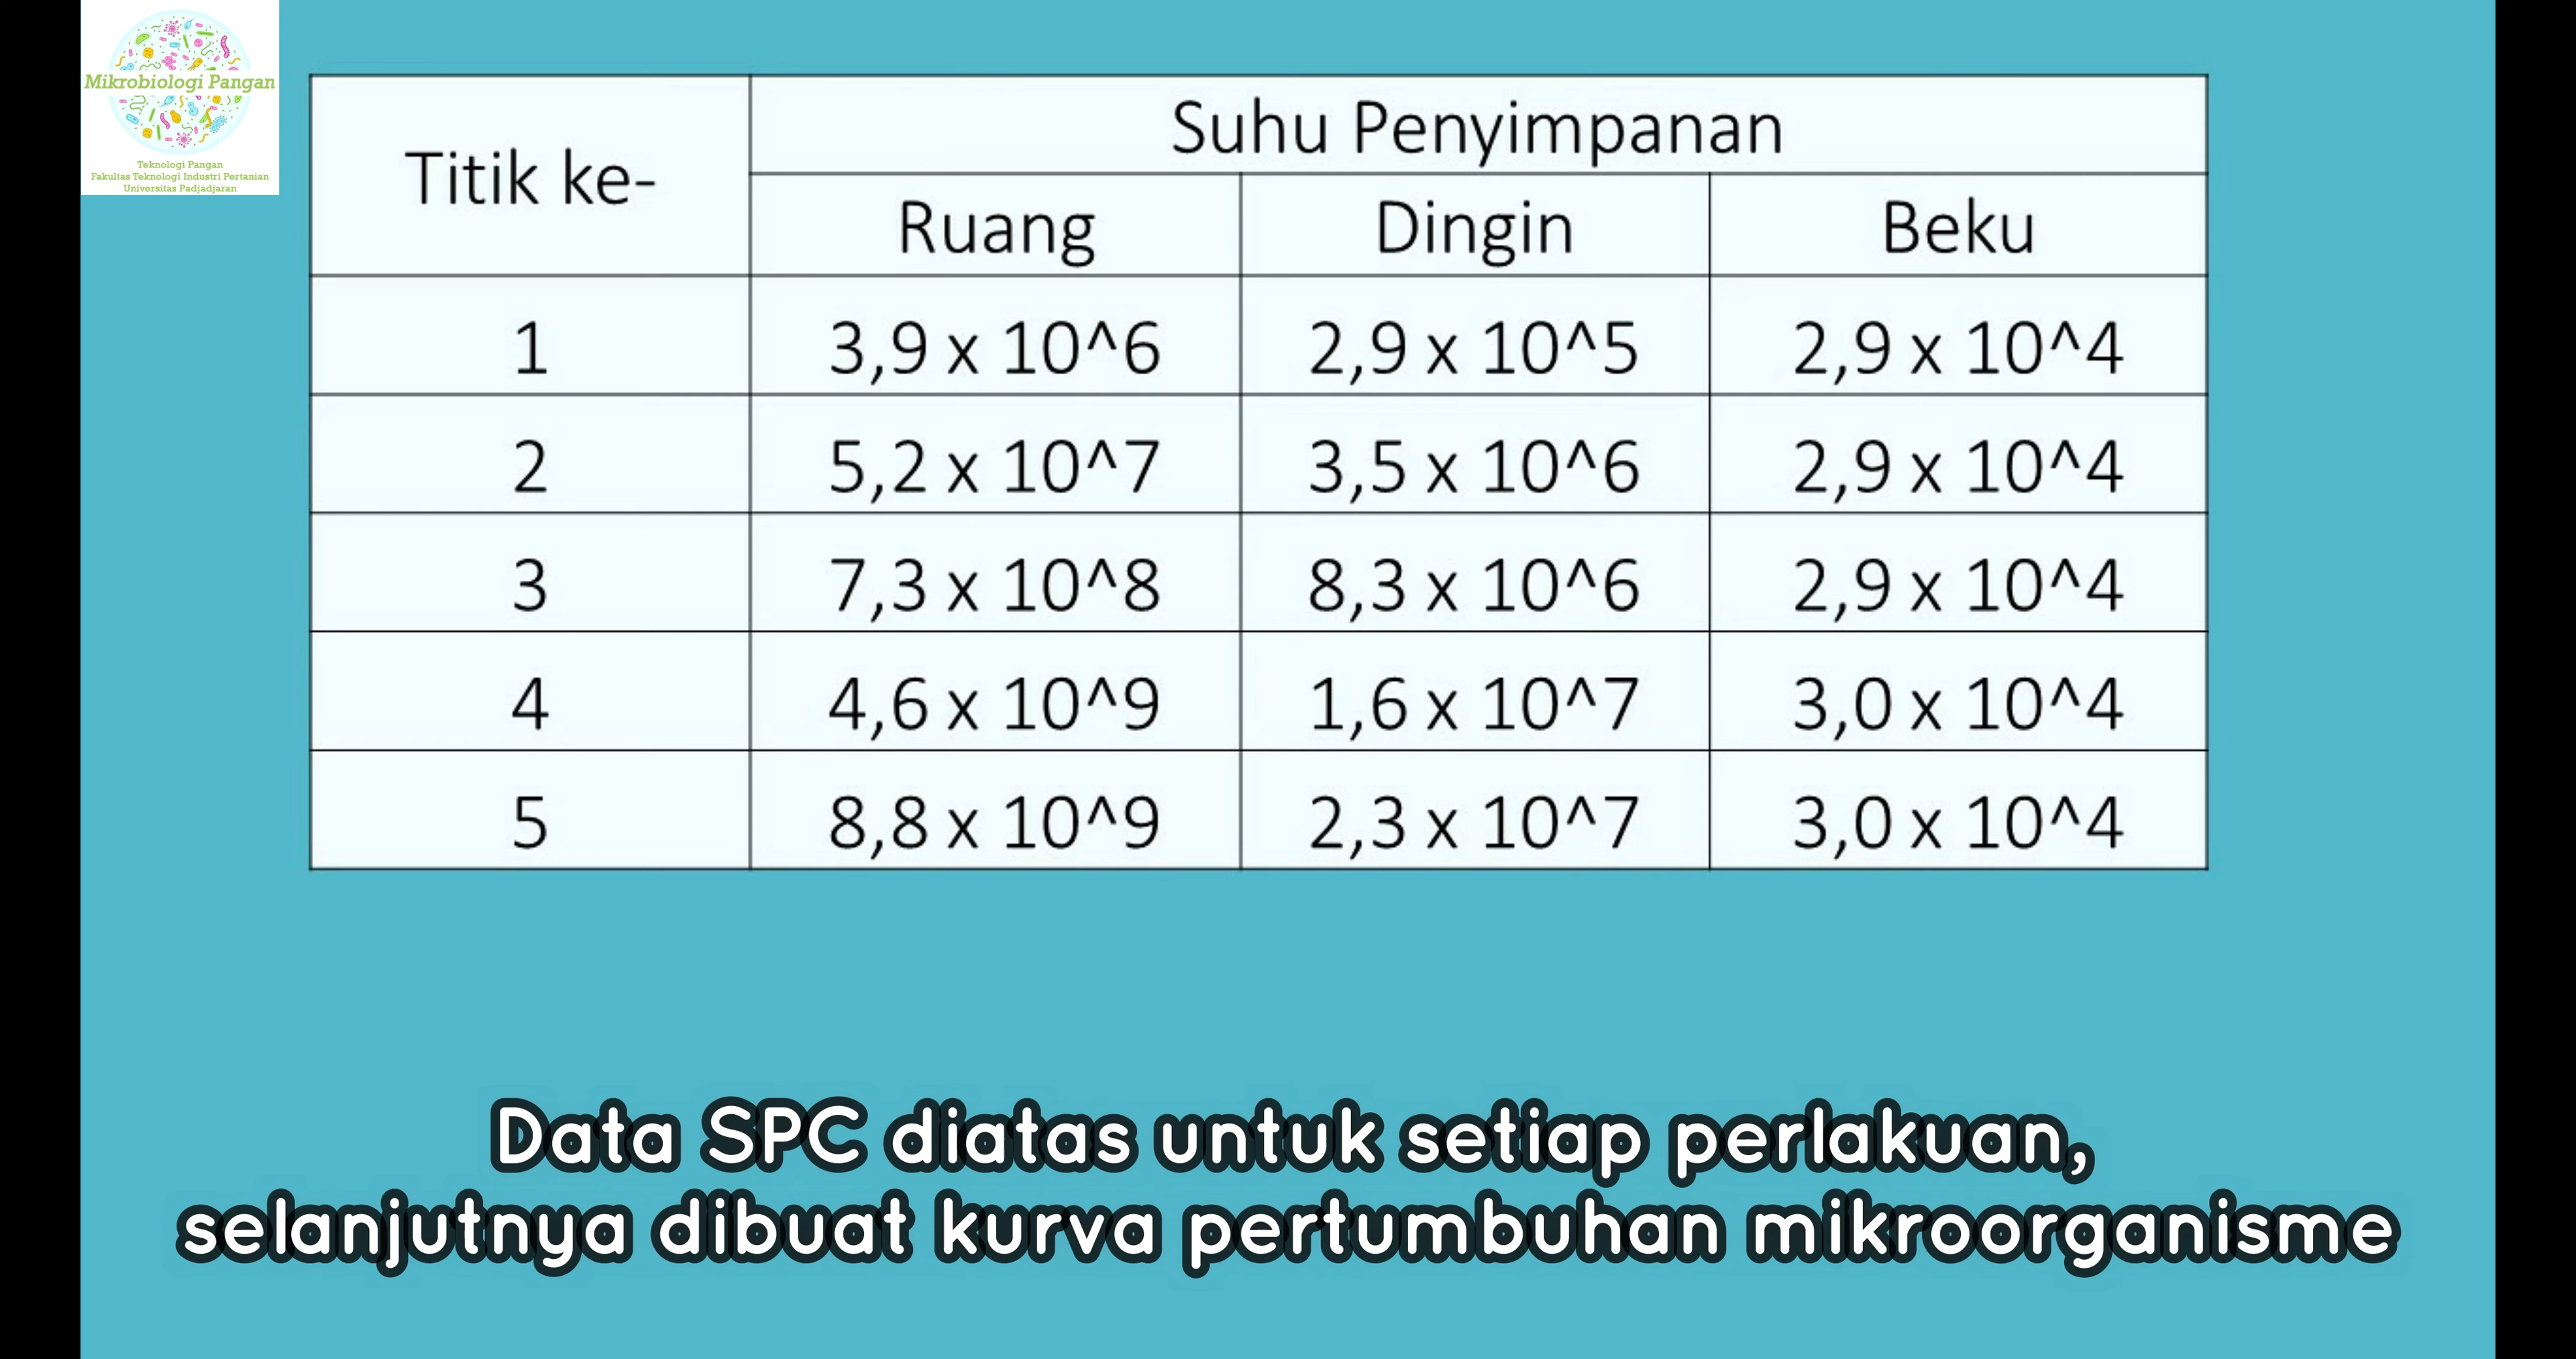 Mikrobiologi Pangan
Teknologi Pangan
Fakultas Teknologi Industri Pertanian
Universitas Padjadjaran
Titik ke- Suhu Penyimpanan
Ruang Dingin Beku
1 3,9 x 10^6 2,9 x 10^5 2,9 x 10^4
2 5,2 x 10^7 3,5 x 10^6 2,9 x 10^4
3 7,3 x 10^8 8,3 x 10^6 2,9 x 10^4
4 4,6 x 10^9 1,6 x 10^7 3,0 x 10^4
5 8,8 x 10^9 2,3 x 10^7 3,0 x 10^4
Data SPC diatas untuk setiap perlakuan,
selanjutnya dibuat kurva pertumbuhan mikroorganisme